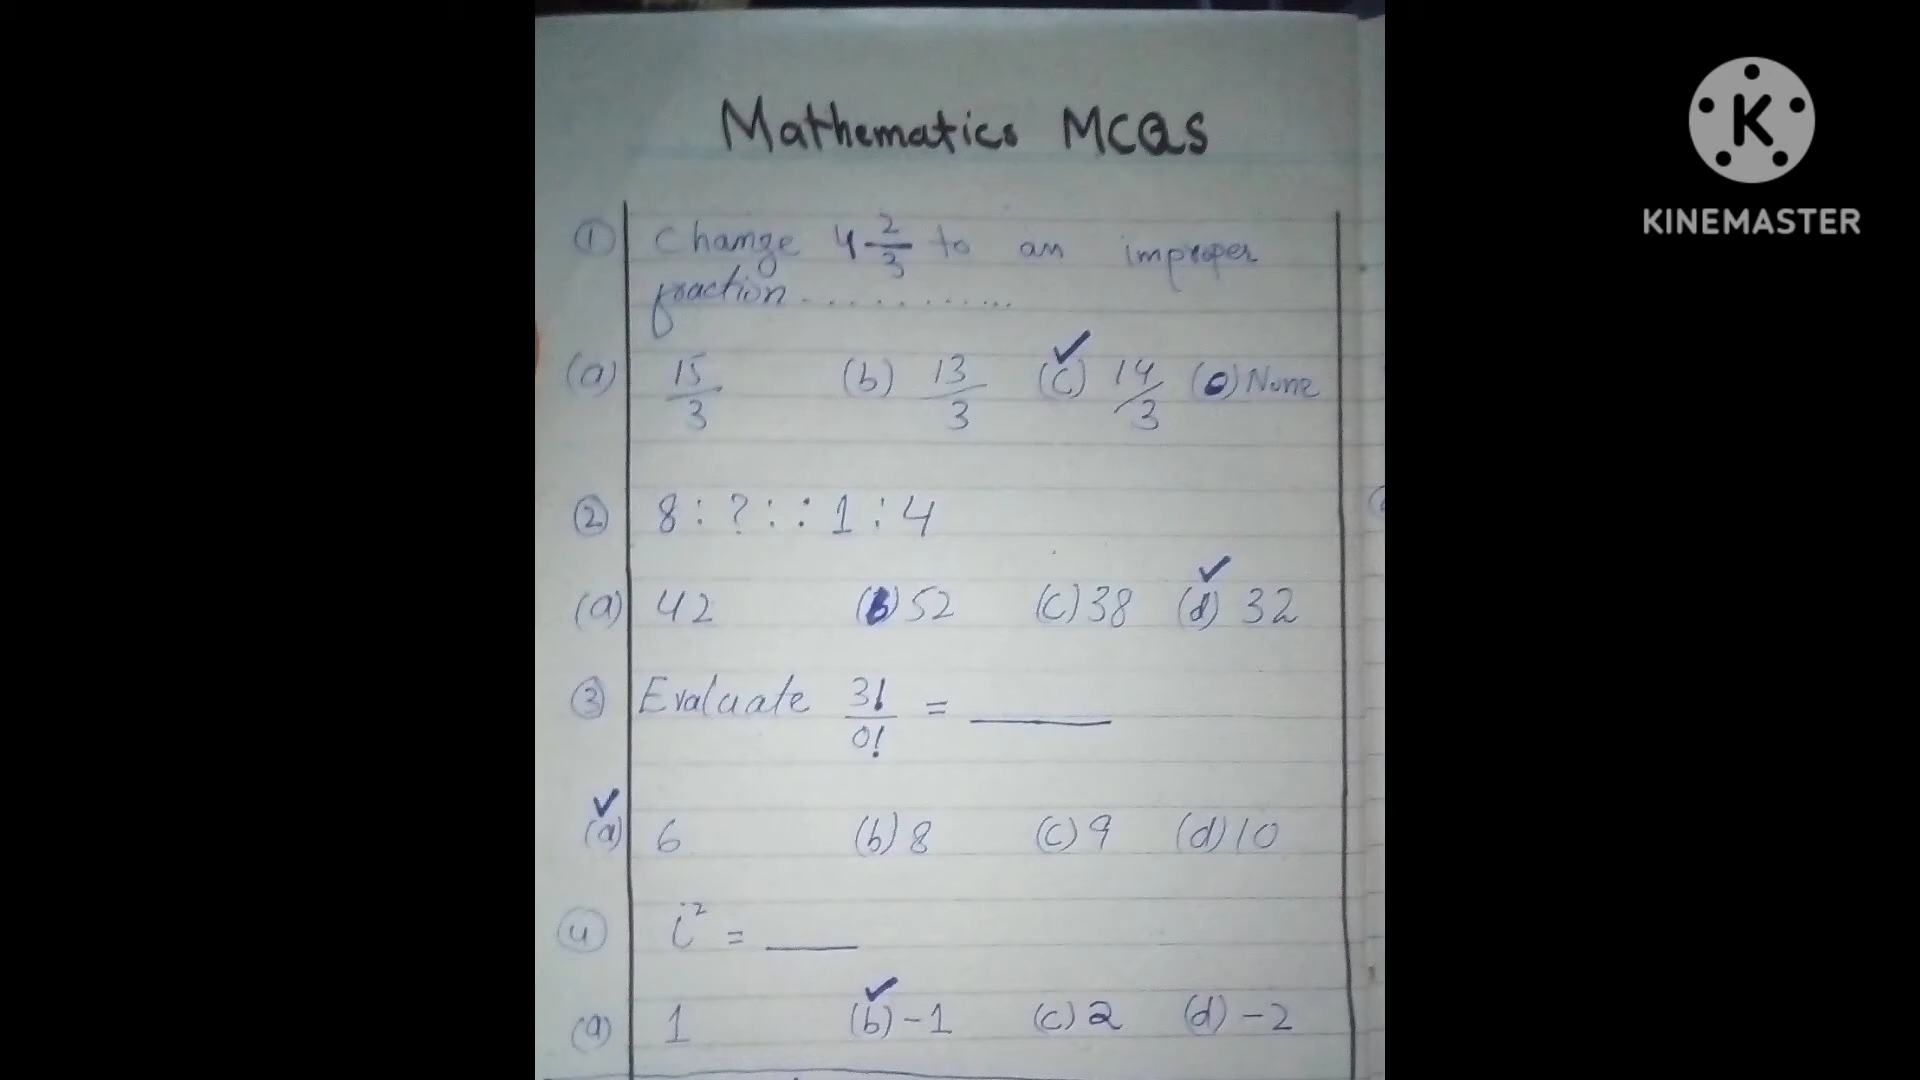 Mathematics MCQS
① Change 4 2/3 to an improper
fraction............
(a) 15/3 (b) 13/3 (c) 14/3 ( ) None
② 8 : ? : : 1 : 4
(a) 42 (b) 52 (c) 38 (d) 32
③ Evaluate 3!/0! = ______
(a) 6 (b) 8 (c) 9 (d) 10
④ i² = ____
(a) 1 (b) -1 (c) 2 (d) -2
K
KINEMASTER